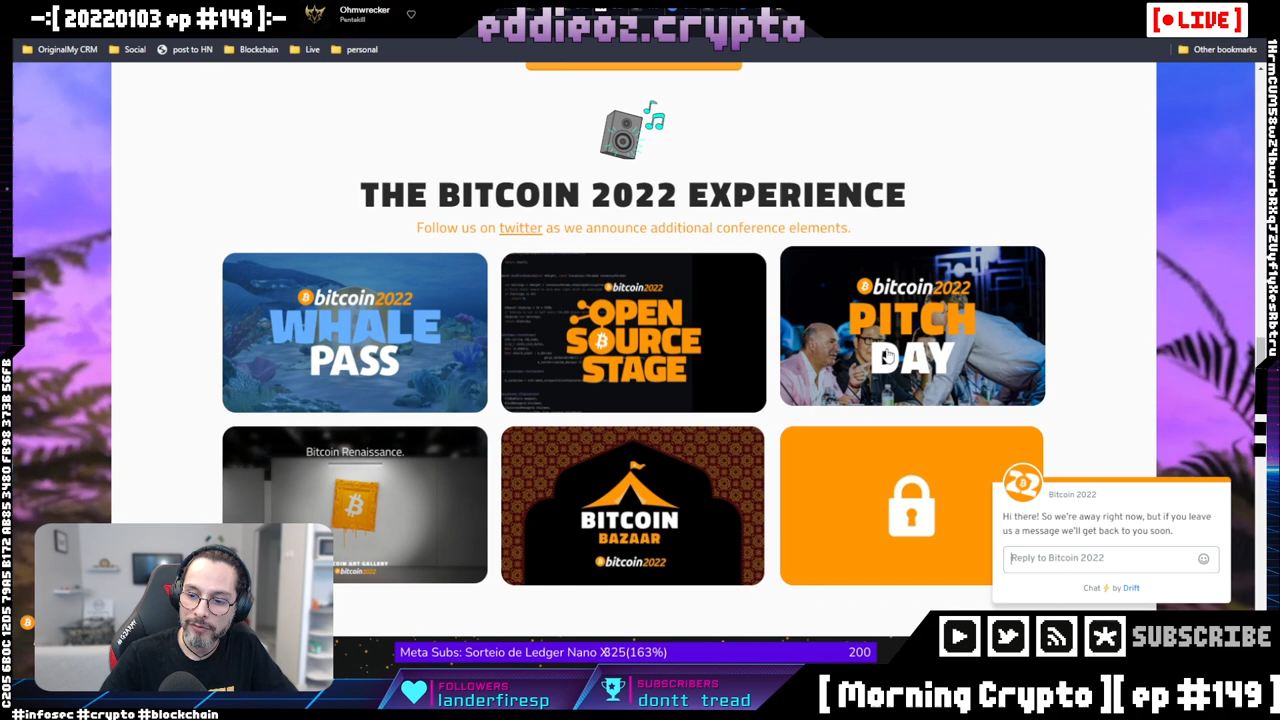 -:[ 20220103 ep #149 ]:-
Ohmwrecker
Pentakill
eddiepoz.crypto
[ • LIVE ]
OriginalMy CRM
Social
post to HN
Blockchain
Live
personal
Other bookmarks
THE BITCOIN 2022 EXPERIENCE
Follow us on twitter as we announce additional conference elements.
bitcoin2022
WHALE
PASS
bitcoin2022
OPEN
SOURCE
STAGE
bitcoin2022
DAY
Bitcoin Renaissance.
bitcoin2022
BITCOIN
BAZAAR
bitcoin2022
Bitcoin 2022
Hi there! So we're away right now, but if you leave
us a message we'll get back to you soon.
Reply to Bitcoin 2022
Chat ⚡ by Drift
SUBSCRIBE
Meta Subs: Sorteio de Ledger Nano X
325(163%)
200
FOLLOWERS
landerfiresp
SUBSCRIBERS
dontt tread
[ Morning Crypto ][ ep #149 ]
#crypto #blockchain